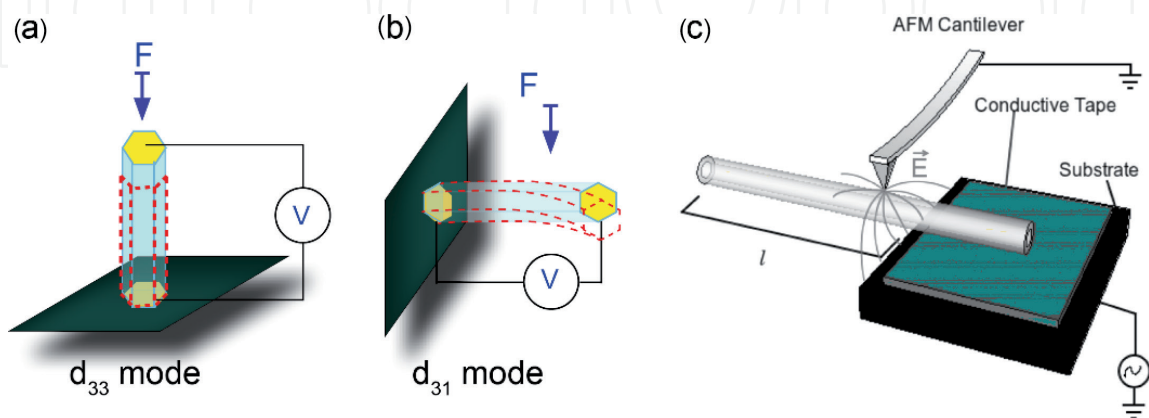 (a)
F
V
d₃₃ mode
(b)
F
V
d₃₁ mode
(c)
AFM Cantilever
Conductive Tape
Substrate
E⃗
l